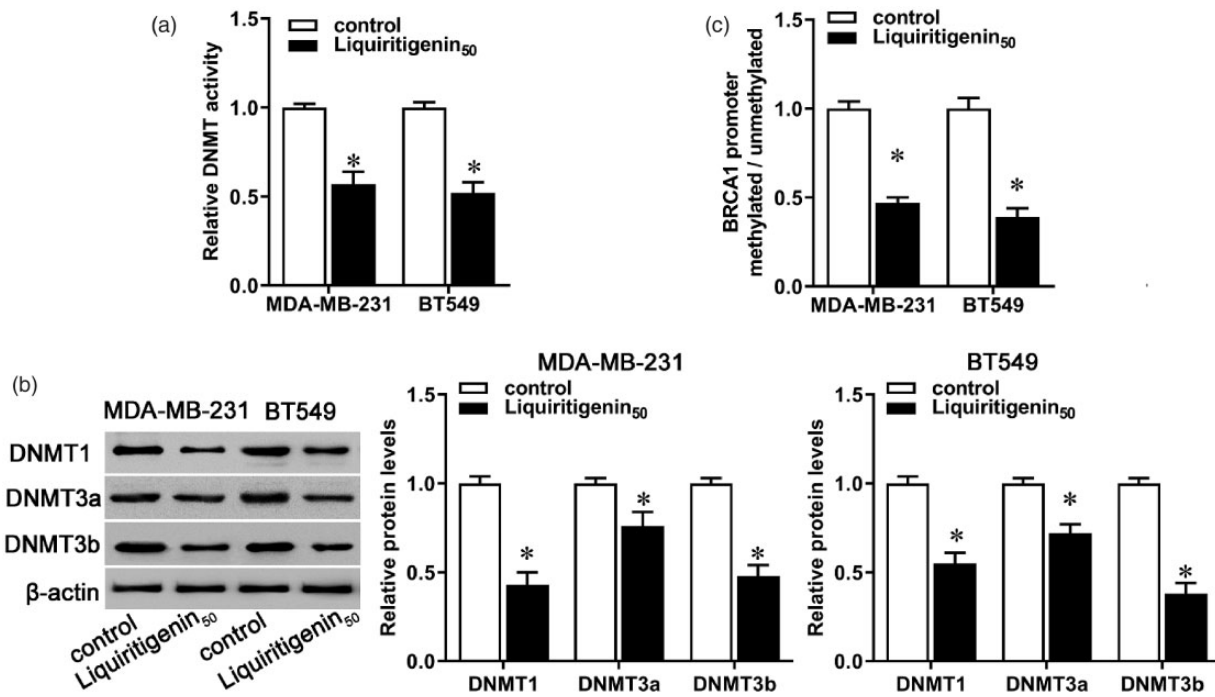 (a)
Relative DNMT activity
1.5
1.0
0.5
0.0
control
Liquiritigenin₅₀
*
*
MDA-MB-231 BT549
(c)
BRCA1 promoter
methylated / unmethylated
1.5
1.0
0.5
0.0
control
Liquiritigenin₅₀
*
*
MDA-MB-231 BT549
(b)
MDA-MB-231 BT549
DNMT1
DNMT3a
DNMT3b
β-actin
control
Liquiritigenin₅₀
control
Liquiritigenin₅₀
MDA-MB-231
Relative protein levels
1.5
1.0
0.5
0.0
control
Liquiritigenin₅₀
*
*
*
DNMT1 DNMT3a DNMT3b
BT549
Relative protein levels
1.5
1.0
0.5
0.0
control
Liquiritigenin₅₀
*
*
*
DNMT1 DNMT3a DNMT3b